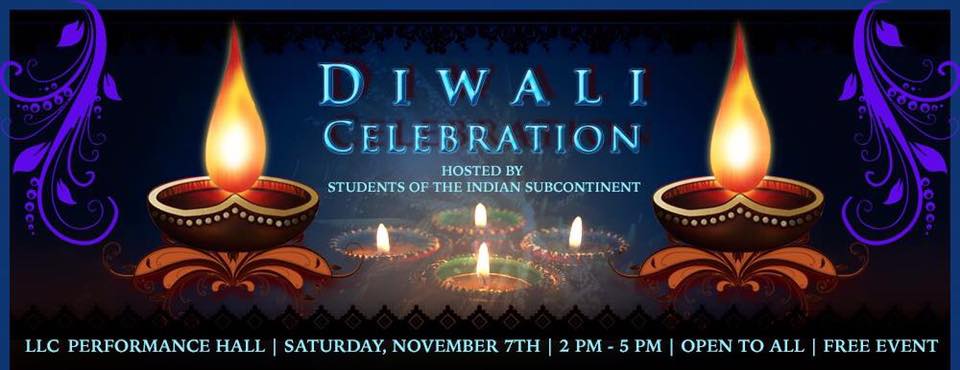 DIWALI
CELEBRATION
HOSTED BY
STUDENTS OF THE INDIAN SUBCONTINENT
LLC PERFORMANCE HALL | SATURDAY, NOVEMBER 7TH | 2 PM - 5 PM | OPEN TO ALL | FREE EVENT